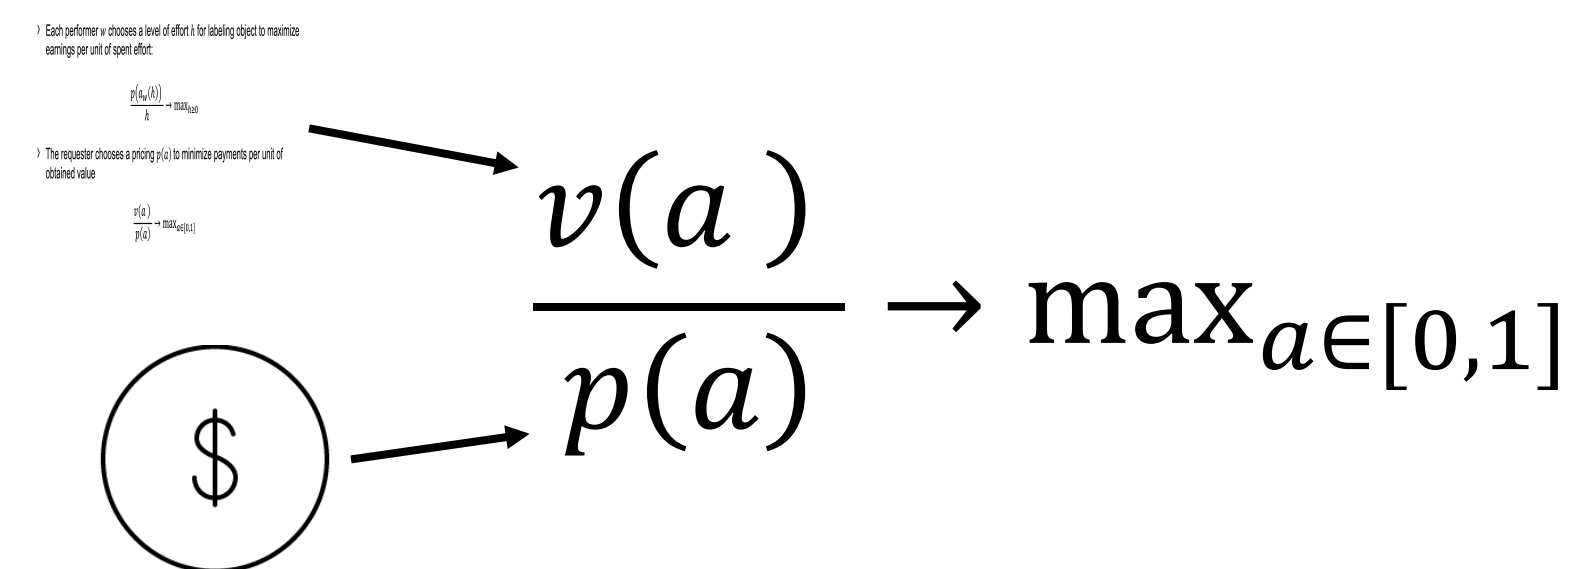 〉 Each performer w chooses a level of effort h for labeling object to maximize
earnings per unit of spent effort:
p(a_w(h))
h
→ max_{h≥0}
〉 The requester chooses a pricing p(a) to minimize payments per unit of
obtained value
v(a )
p(a)
→ max_{a∈[0,1]}
v(a )
p(a)
→ max_{a∈[0,1]}
$